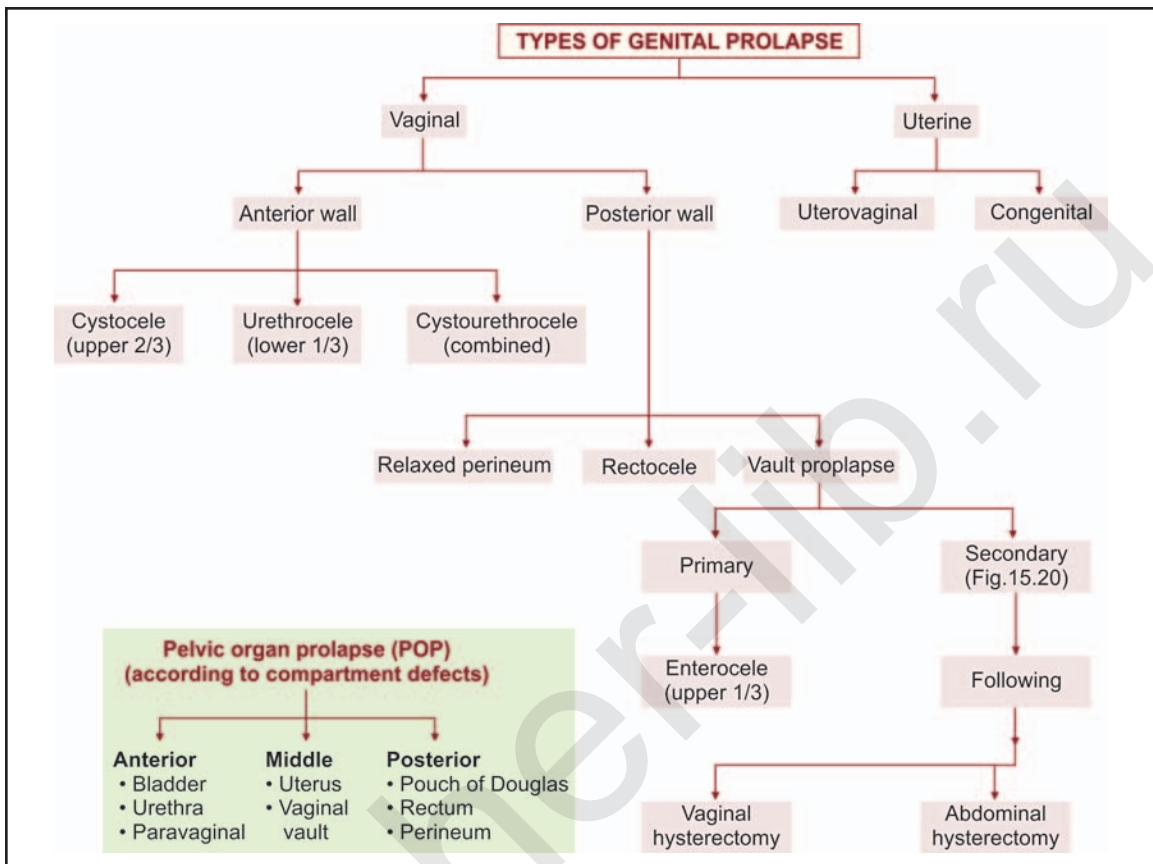 TYPES OF GENITAL PROLAPSE
Vaginal
Uterine
Anterior wall
Posterior wall
Uterovaginal
Congenital
Cystocele
(upper 2/3)
Urethrocele
(lower 1/3)
Cystourethrocele
(combined)
Relaxed perineum
Rectocele
Vault proplapse
Primary
Secondary
(Fig.15.20)
Enterocele
(upper 1/3)
Following
Vaginal
hysterectomy
Abdominal
hysterectomy
Pelvic organ prolapse (POP)
(according to compartment defects)
Anterior
• Bladder
• Urethra
• Paravaginal
Middle
• Uterus
• Vaginal
vault
Posterior
• Pouch of Douglas
• Rectum
• Perineum
her-lib.ru